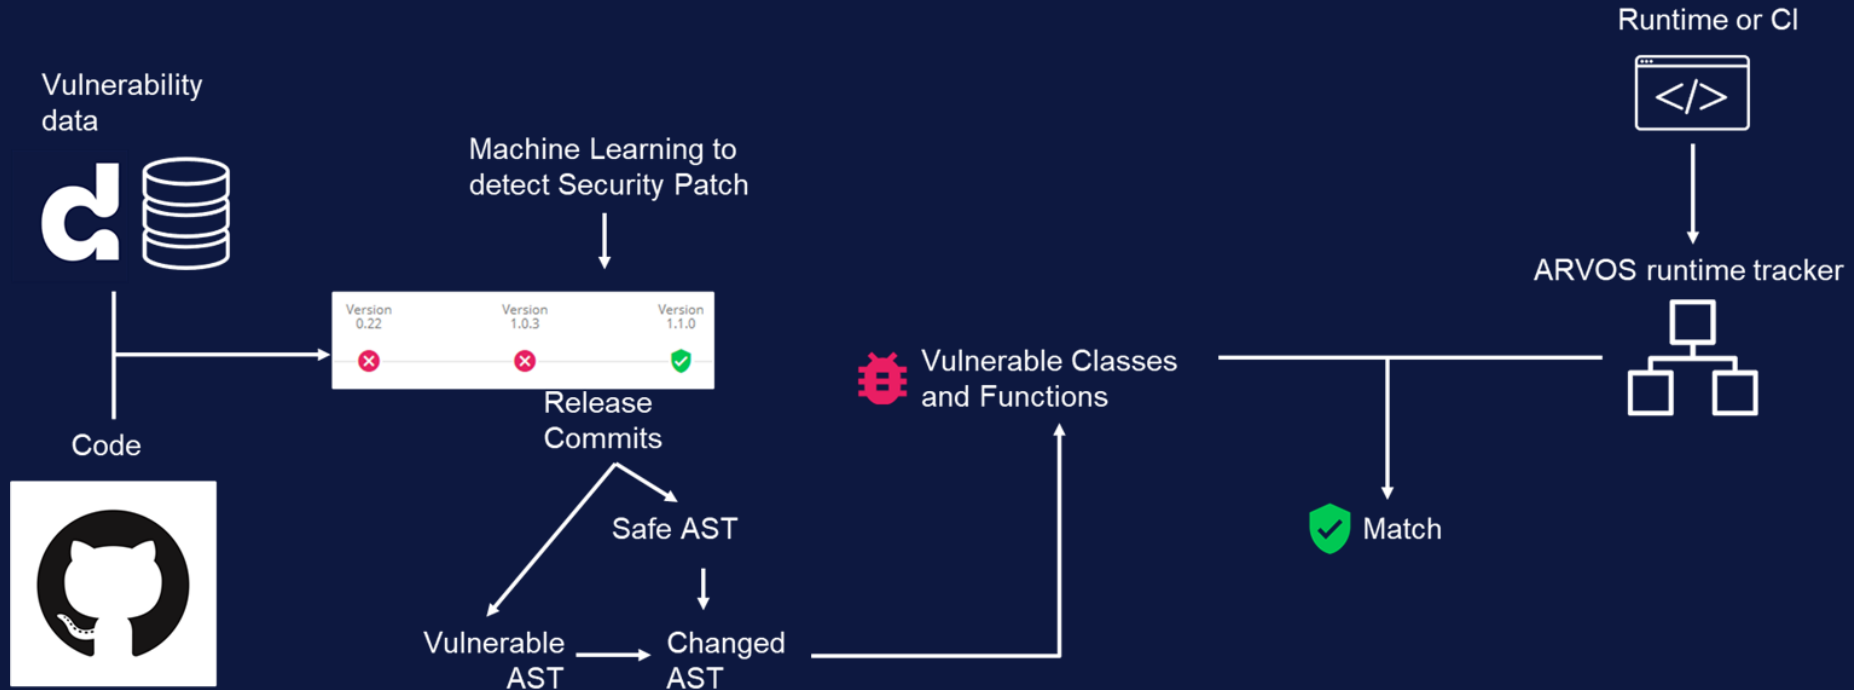 Runtime or CI
</>
Vulnerability
data
d
Machine Learning to
detect Security Patch
ARVOS runtime tracker
Version
0.22
Version
1.0.3
Version
1.1.0
Vulnerable Classes
and Functions
Release
Commits
Code
Safe AST
Match
Vulnerable
AST
Changed
AST